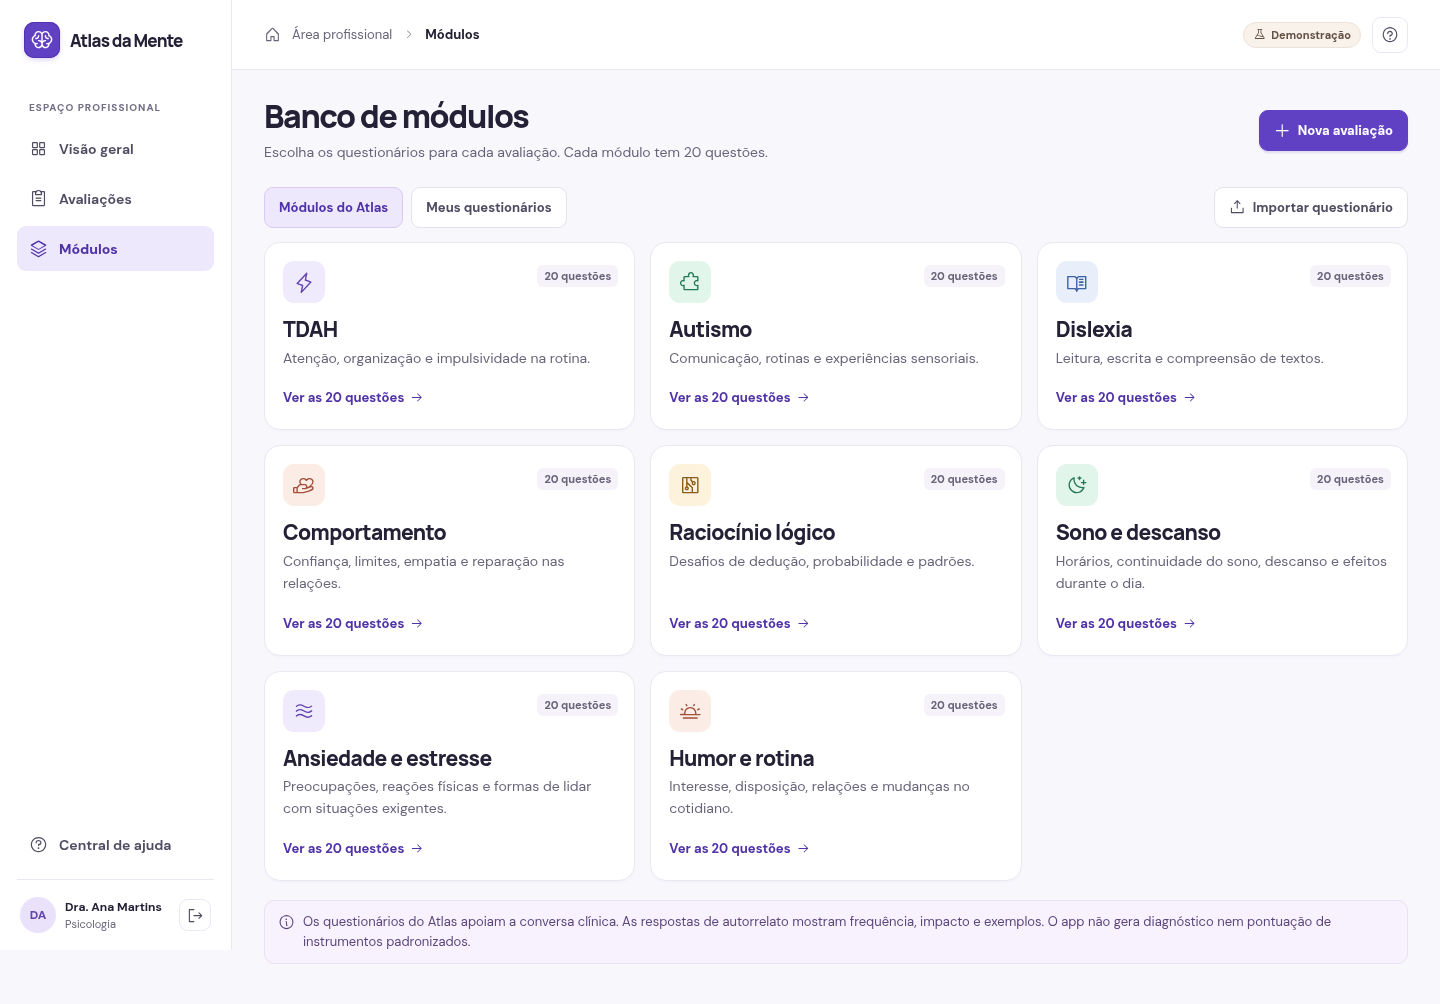 Atlas da Mente
ESPAÇO PROFISSIONAL
Visão geral
Avaliações
Módulos
Central de ajuda
DA
Dra. Ana Martins
Psicologia
Área profissional
Módulos
Demonstração
Banco de módulos
Escolha os questionários para cada avaliação. Cada módulo tem 20 questões.
Nova avaliação
Módulos do Atlas
Meus questionários
Importar questionário
20 questões
TDAH
Atenção, organização e impulsividade na rotina.
Ver as 20 questões
20 questões
Autismo
Comunicação, rotinas e experiências sensoriais.
Ver as 20 questões
20 questões
Dislexia
Leitura, escrita e compreensão de textos.
Ver as 20 questões
20 questões
Comportamento
Confiança, limites, empatia e reparação nas
relações.
Ver as 20 questões
20 questões
Raciocínio lógico
Desafios de dedução, probabilidade e padrões.
Ver as 20 questões
20 questões
Sono e descanso
Horários, continuidade do sono, descanso e efeitos
durante o dia.
Ver as 20 questões
20 questões
Ansiedade e estresse
Preocupações, reações físicas e formas de lidar
com situações exigentes.
Ver as 20 questões
20 questões
Humor e rotina
Interesse, disposição, relações e mudanças no
cotidiano.
Ver as 20 questões
Os questionários do Atlas apoiam a conversa clínica. As respostas de autorrelato mostram frequência, impacto e exemplos. O app não gera diagnóstico nem pontuação de
instrumentos padronizados.